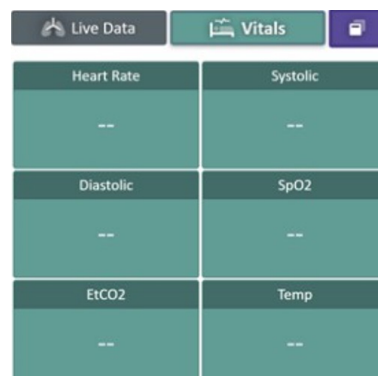 Live Data Vitals
Heart Rate Systolic
-- --
Diastolic SpO2
-- --
EtCO2 Temp
-- --